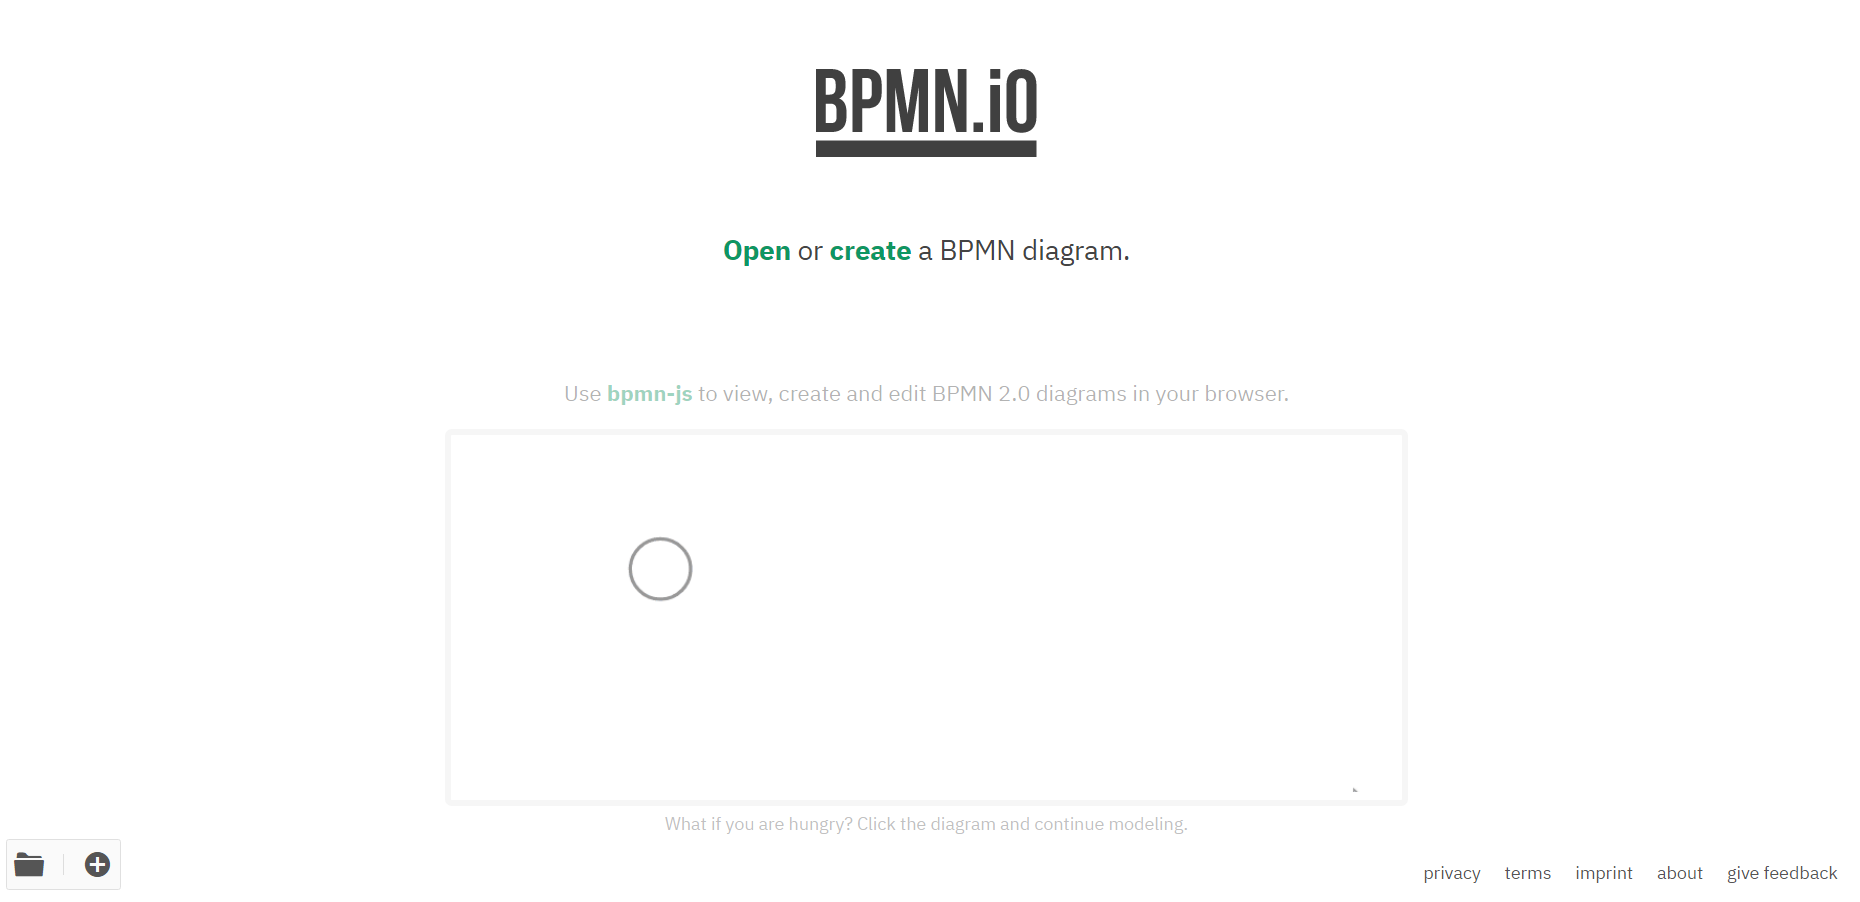 BPMN.iO
Open or create a BPMN diagram.
Use bpmn-js to view, create and edit BPMN 2.0 diagrams in your browser.
What if you are hungry? Click the diagram and continue modeling.
privacy terms imprint about give feedback